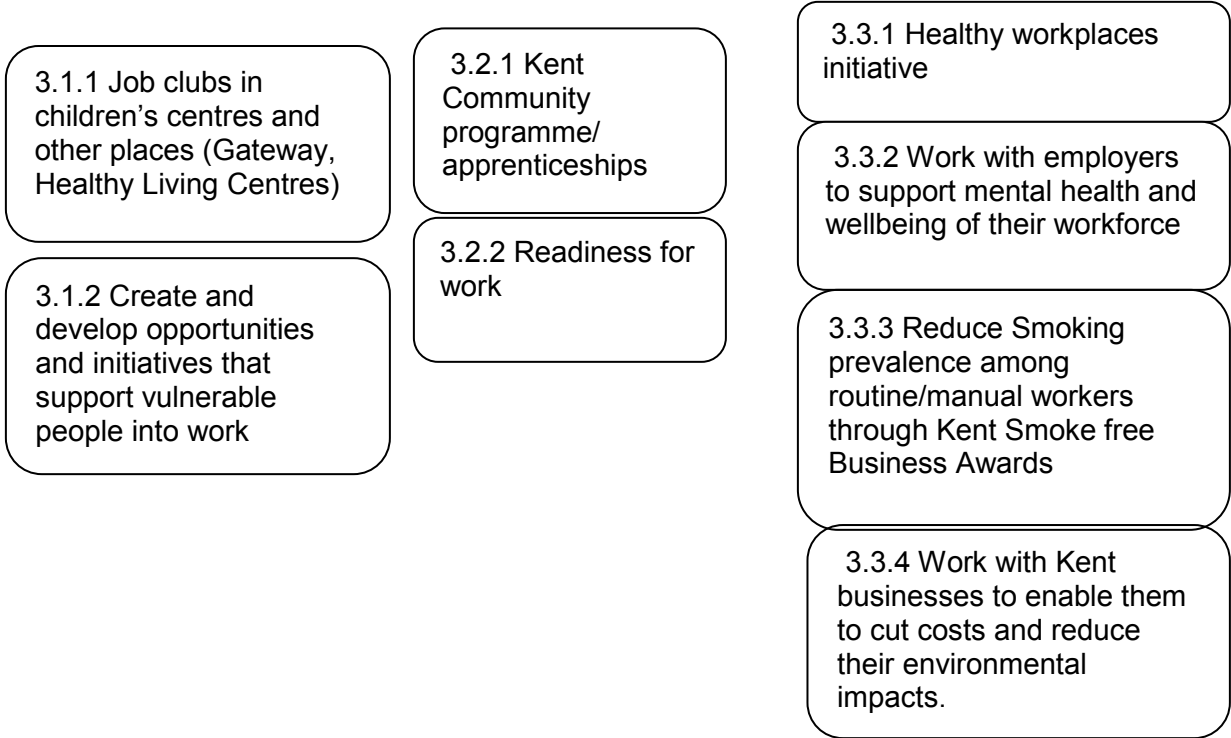 3.1.1 Job clubs in
children’s centres and
other places (Gateway,
Healthy Living Centres)
3.1.2 Create and
develop opportunities
and initiatives that
support vulnerable
people into work
3.2.1 Kent
Community
programme/
apprenticeships
3.2.2 Readiness for
work
3.3.1 Healthy workplaces
initiative
3.3.2 Work with employers
to support mental health and
wellbeing of their workforce
3.3.3 Reduce Smoking
prevalence among
routine/manual workers
through Kent Smoke free
Business Awards
3.3.4 Work with Kent
businesses to enable them
to cut costs and reduce
their environmental
impacts.